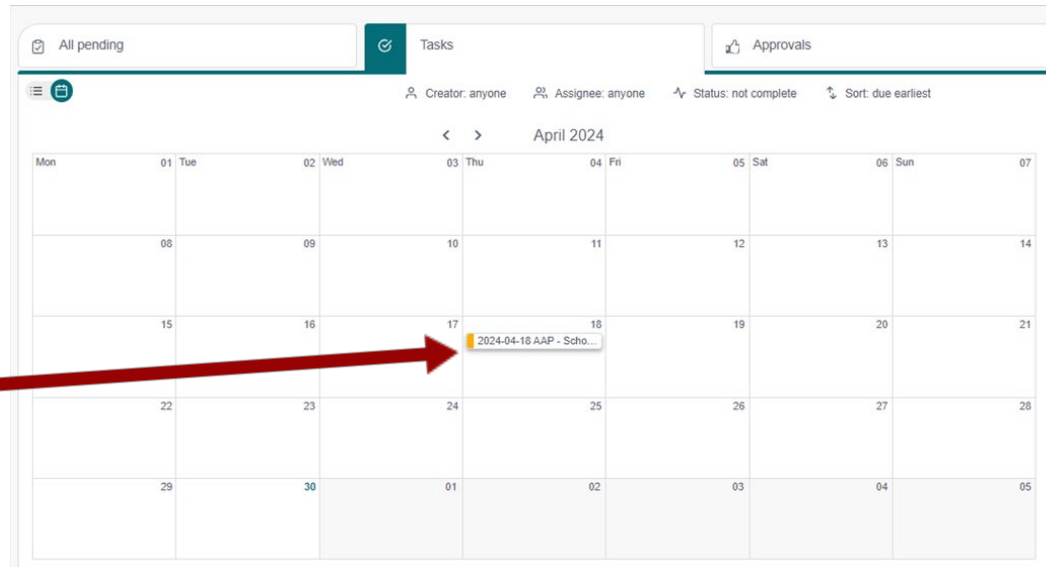 All pending
Tasks
Approvals
Creator: anyone Assignee: anyone Status: not complete Sort: due earliest
April 2024
Mon 01 Tue 02 Wed 03 Thu 04 Fri 05 Sat 06 Sun 07
08 09 10 11 12 13 14
15 16 17 18 19 20 21
2024-04-18 AAP - Scho...
22 23 24 25 26 27 28
29 30 01 02 03 04 05